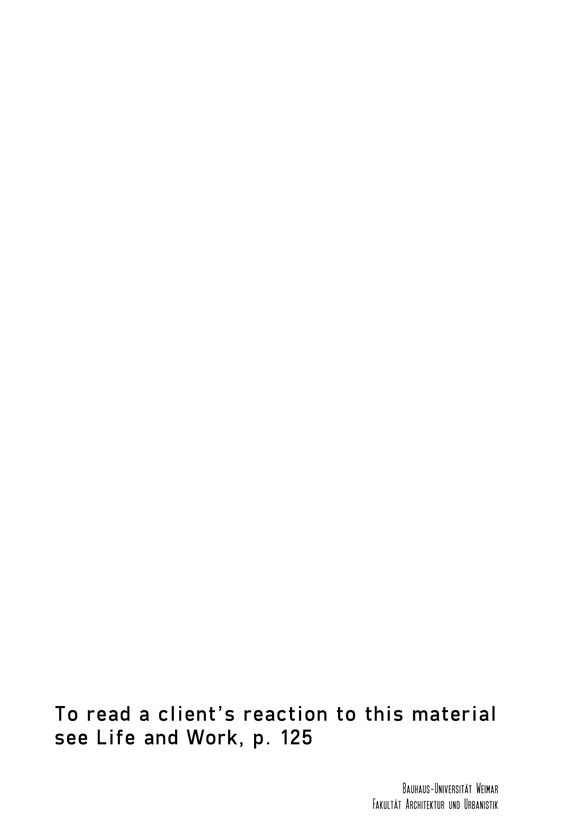 To read a client's reaction to this material
see Life and Work, p. 125
Bauhaus-Universität Weimar
Fakultät Architektur und Urbanistik